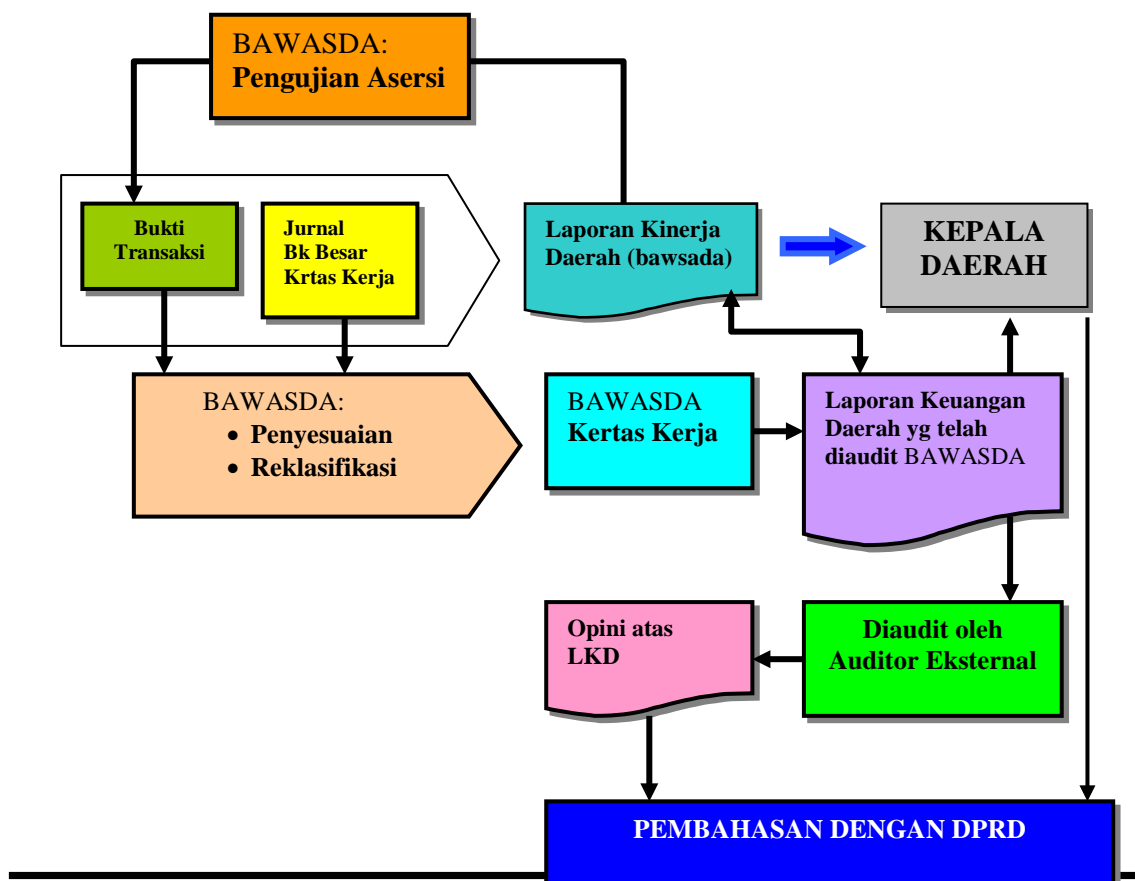 BAWASDA:
Pengujian Asersi
Bukti
Transaksi
Jurnal
Bk Besar
Krtas Kerja
Laporan Kinerja
Daerah (bawsada)
KEPALA
DAERAH
BAWASDA:
• Penyesuaian
• Reklasifikasi
BAWASDA
Kertas Kerja
Laporan Keuangan
Daerah yg telah
diaudit BAWASDA
Opini atas
LKD
Diaudit oleh
Auditor Eksternal
PEMBAHASAN DENGAN DPRD